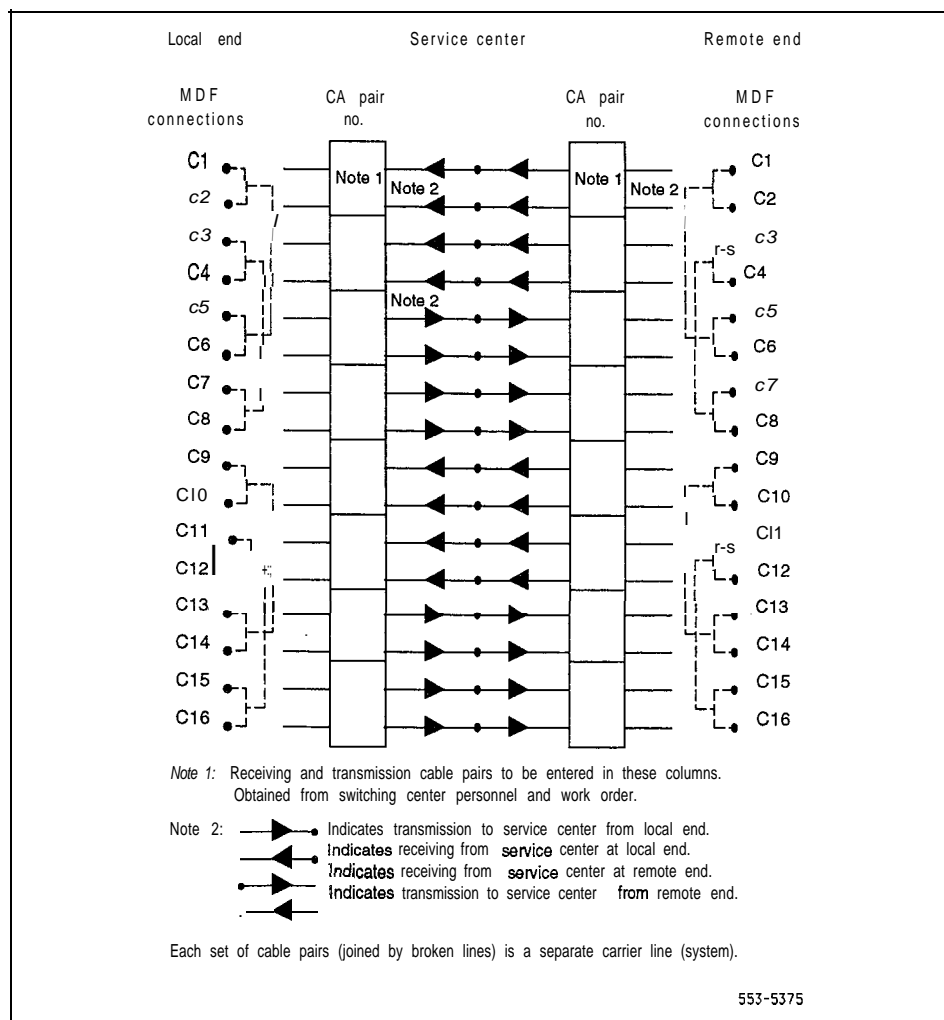 Local end Service center Remote end
MDF CA pair CA pair MDF
connections no. no. connections
C1 Note 1 Note 1 C1
Note 2 Note 2
c2 C2
c3 c3
r-s
C4 C4
Note 2
c5 c5
C6 C6
C7 c7
C8 C8
C9 C9
Cl0 C10
C11 Cl1
r-s
C12 C12
C13 C13
C14 C14
C15 C15
C16 C16
Note 1: Receiving and transmission cable pairs to be entered in these columns.
Obtained from switching center personnel and work order.
Note 2: Indicates transmission to service center from local end.
Indicates receiving from service center at local end.
Indicates receiving from service center at remote end.
Indicates transmission to service center from remote end.
Each set of cable pairs (joined by broken lines) is a separate carrier line (system).
553-5375